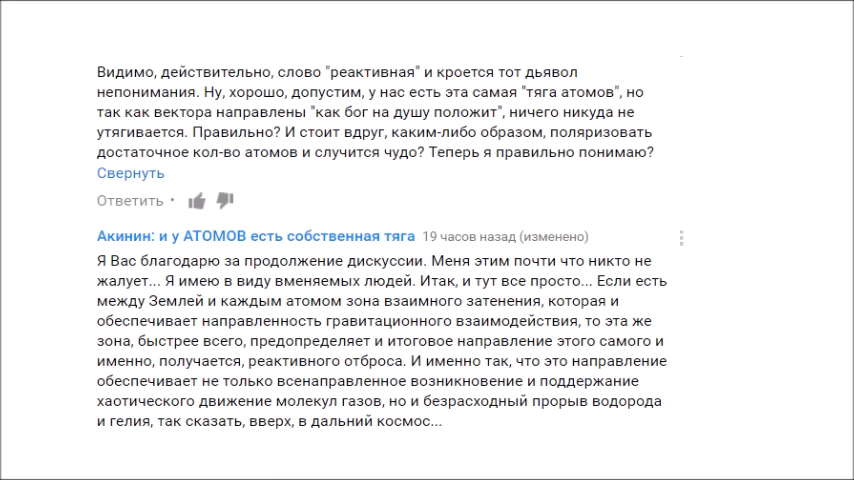 Видимо, действительно, слово "реактивная" и кроется тот дьявол
непонимания. Ну, хорошо, допустим, у нас есть эта самая "тяга атомов", но
так как вектора направлены "как бог на душу положит", ничего никуда не
утягивается. Правильно? И стоит вдруг, каким-либо образом, поляризовать
достаточное кол-во атомов и случится чудо? Теперь я правильно понимаю?
Свернуть
Ответить •
Акинин: и у АТОМОВ есть собственная тяга 19 часов назад (изменено)
Я Вас благодарю за продолжение дискуссии. Меня этим почти что никто не
жалует... Я имею в виду вменяемых людей. Итак, и тут все просто... Если есть
между Землей и каждым атомом зона взаимного затенения, которая и
обеспечивает направленность гравитационного взаимодействия, то эта же
зона, быстрее всего, предопределяет и итоговое направление этого самого и
именно, получается, реактивного отброса. И именно так, что это направление
обеспечивает не только всенаправленное возникновение и поддержание
хаотического движение молекул газов, но и безрасходный прорыв водорода
и гелия, так сказать, вверх, в дальний космос...